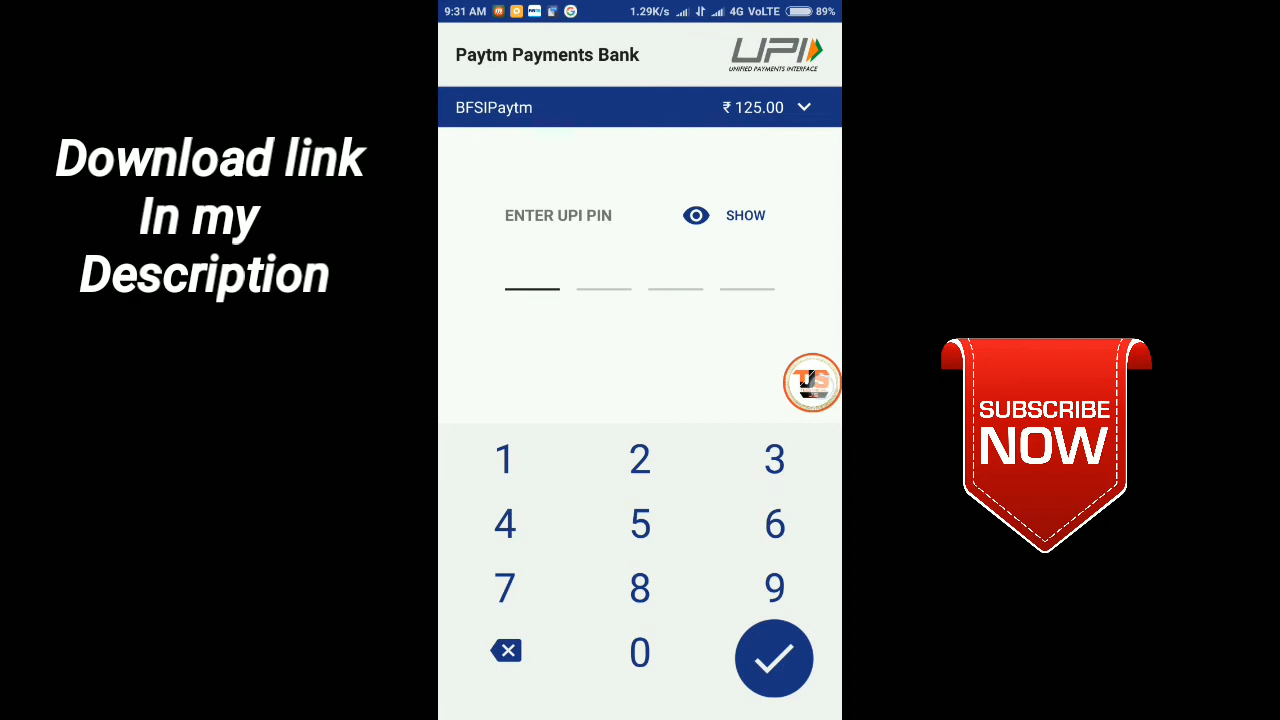 9:31 AM
1.29K/s
4G VoLTE
89%
Paytm Payments Bank
UPI
UNIFIED PAYMENTS INTERFACE
BFSIPaytm
₹ 125.00
ENTER UPI PIN
SHOW
TJS
1 2 3
4 5 6
7 8 9
0
Download link
In my
Description
SUBSCRIBE
NOW